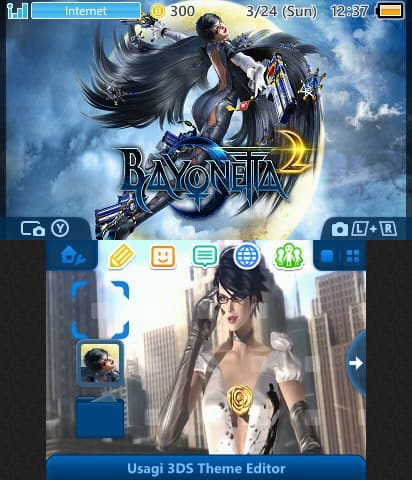 Internet 300 3/24 (Sun) 12:37
BAYONETTA 2
Y L+R
Usagi 3DS Theme Editor